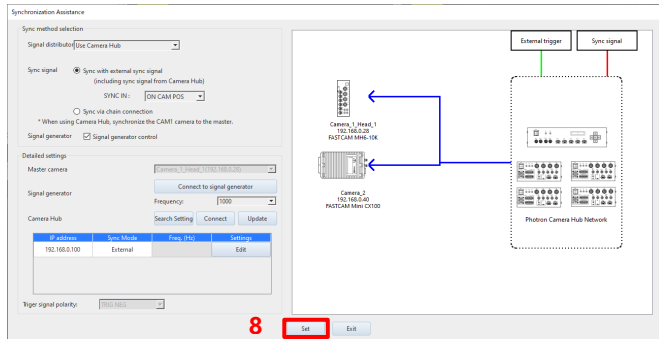 Synchronization Assistance
Sync method selection
Signal distributor Use Camera Hub
Sync signal Sync with external sync signal
(including sync signal from Camera Hub)
SYNC IN : ON CAM POS
Sync via chain connection
* When using Camera Hub, synchronize the CAM1 camera to the master.
Signal generator Signal generator control
Detailed settings
Master camera Camera_1_Head_1(192.168.0.28)
Signal generator Connect to signal generator
Frequency: 1000
Camera Hub Search Setting Connect Update
IP address Sync Mode Freq. (Hz) Settings
192.168.0.100 External Edit
Triger signal polarity: TRIG NEG
External trigger Sync signal
Camera_1_Head_1
192.168.0.28
FASTCAM MH6-10K
Camera_2
192.168.0.40
FASTCAM Mini CX100
Photron Camera Hub Network
8 Set Exit